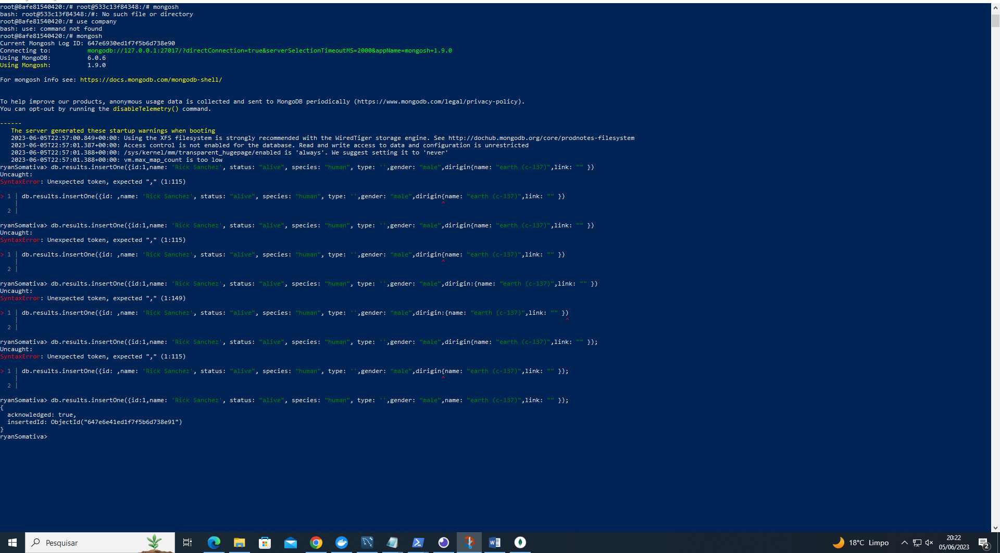 root@8afe81540420:/# root@533c13f84348:/# mongosh
bash: root@533c13f84348:/#: No such file or directory
root@8afe81540420:/# use company
bash: use: command not found
root@8afe81540420:/# mongosh
Current Mongosh Log ID: 647e6930ed1f7f5b6d738e90
Connecting to:          mongodb://127.0.0.1:27017/?directConnection=true&serverSelectionTimeoutMS=2000&appName=mongosh+1.9.0
Using MongoDB:          6.0.6
Using Mongosh:          1.9.0
For mongosh info see: https://docs.mongodb.com/mongodb-shell/
To help improve our products, anonymous usage data is collected and sent to MongoDB periodically (https://www.mongodb.com/legal/privacy-policy).
You can opt-out by running the disableTelemetry() command.
------
   The server generated these startup warnings when booting
   2023-06-05T22:57:00.849+00:00: Using the XFS filesystem is strongly recommended with the WiredTiger storage engine. See http://dochub.mongodb.org/core/prodnotes-filesystem
   2023-06-05T22:57:01.387+00:00: Access control is not enabled for the database. Read and write access to data and configuration is unrestricted
   2023-06-05T22:57:01.388+00:00: /sys/kernel/mm/transparent_hugepage/enabled is 'always'. We suggest setting it to 'never'
   2023-06-05T22:57:01.388+00:00: vm.max_map_count is too low
ryanSomativa> db.results.insertOne({id:1,name: 'Rick Sanchez', status: "alive", species: "human", type: '',gender: "male",dirigin{name: "earth (c-137)",link: "" })
Uncaught:
SyntaxError: Unexpected token, expected "," (1:115)
> 1 | db.results.insertOne({id: ,name: 'Rick Sanchez', status: "alive", species: "human", type: '',gender: "male",dirigin{name: "earth (c-137)",link: "" })
    |                                                                                                                    ^
  2 |
ryanSomativa> db.results.insertOne({id:1,name: 'Rick Sanchez', status: "alive", species: "human", type: '',gender: "male",dirigin{name: "earth (c-137)",link: "" })
Uncaught:
SyntaxError: Unexpected token, expected "," (1:115)
> 1 | db.results.insertOne({id: ,name: 'Rick Sanchez', status: "alive", species: "human", type: '',gender: "male",dirigin{name: "earth (c-137)",link: "" })
    |                                                                                                                    ^
  2 |
ryanSomativa> db.results.insertOne({id:1,name: 'Rick Sanchez', status: "alive", species: "human", type: '',gender: "male",dirigin:{name: "earth (c-137)",link: "" })
Uncaught:
SyntaxError: Unexpected token, expected "," (1:149)
> 1 | db.results.insertOne({id: ,name: 'Rick Sanchez', status: "alive", species: "human", type: '',gender: "male",dirigin:{name: "earth (c-137)",link: "" })
    |                                                                                                                                                      ^
  2 |
ryanSomativa> db.results.insertOne({id:1,name: 'Rick Sanchez', status: "alive", species: "human", type: '',gender: "male",dirigin{name: "earth (c-137)",link: "" });
Uncaught:
SyntaxError: Unexpected token, expected "," (1:115)
> 1 | db.results.insertOne({id: ,name: 'Rick Sanchez', status: "alive", species: "human", type: '',gender: "male",dirigin{name: "earth (c-137)",link: "" });
    |                                                                                                                    ^
  2 |
ryanSomativa> db.results.insertOne({id:1,name: 'Rick Sanchez', status: "alive", species: "human", type: '',gender: "male",name: "earth (c-137)",link: "" });
{
  acknowledged: true,
  insertedId: ObjectId("647e6e41ed1f7f5b6d738e91")
}
ryanSomativa>
Pesquisar
18°C Limpo
20:22
05/06/2023
2